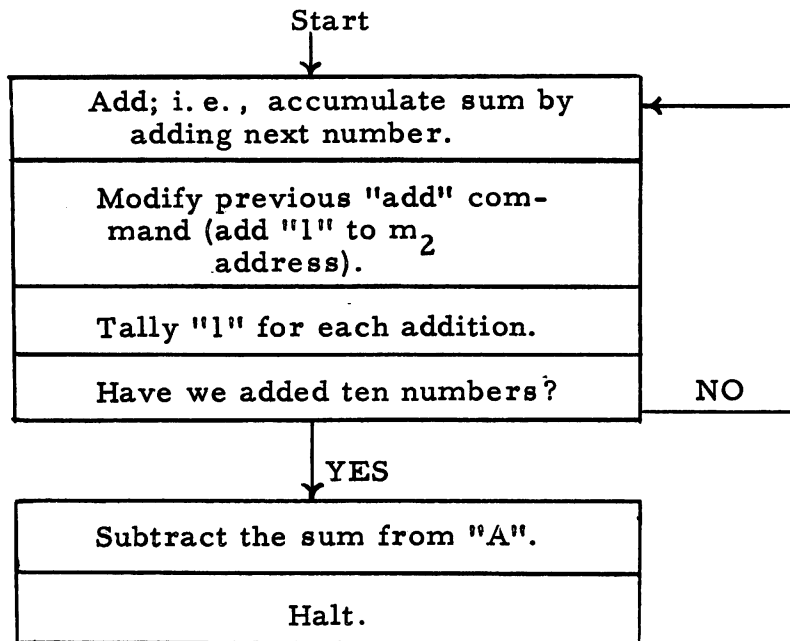 Start
Add; i. e., accumulate sum by
adding next number.
Modify previous "add" com-
mand (add "1" to m2
address).
Tally "1" for each addition.
Have we added ten numbers?
NO
YES
Subtract the sum from "A".
Halt.